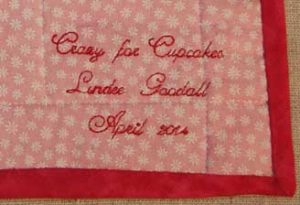 Crazy for Cupcakes
Lindee Goodall
April 2014